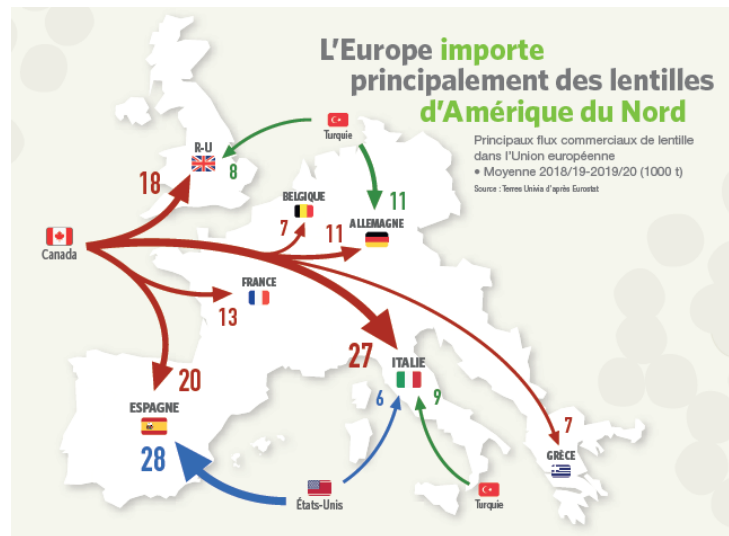 L'Europe importe
principalement des lentilles
d'Amérique du Nord
Principaux flux commerciaux de lentille
dans l'Union européenne
• Moyenne 2018/19-2019/20 (1000 t)
Source : Terres Univia d'après Eurostat
Turquie
R-U
8
18
BELGIQUE
7
11
ALLEMAGNE
11
Canada
FRANCE
13
27
ITALIE
20
ESPAGNE
28
6
9
7
GRÈCE
États-Unis
Turquie